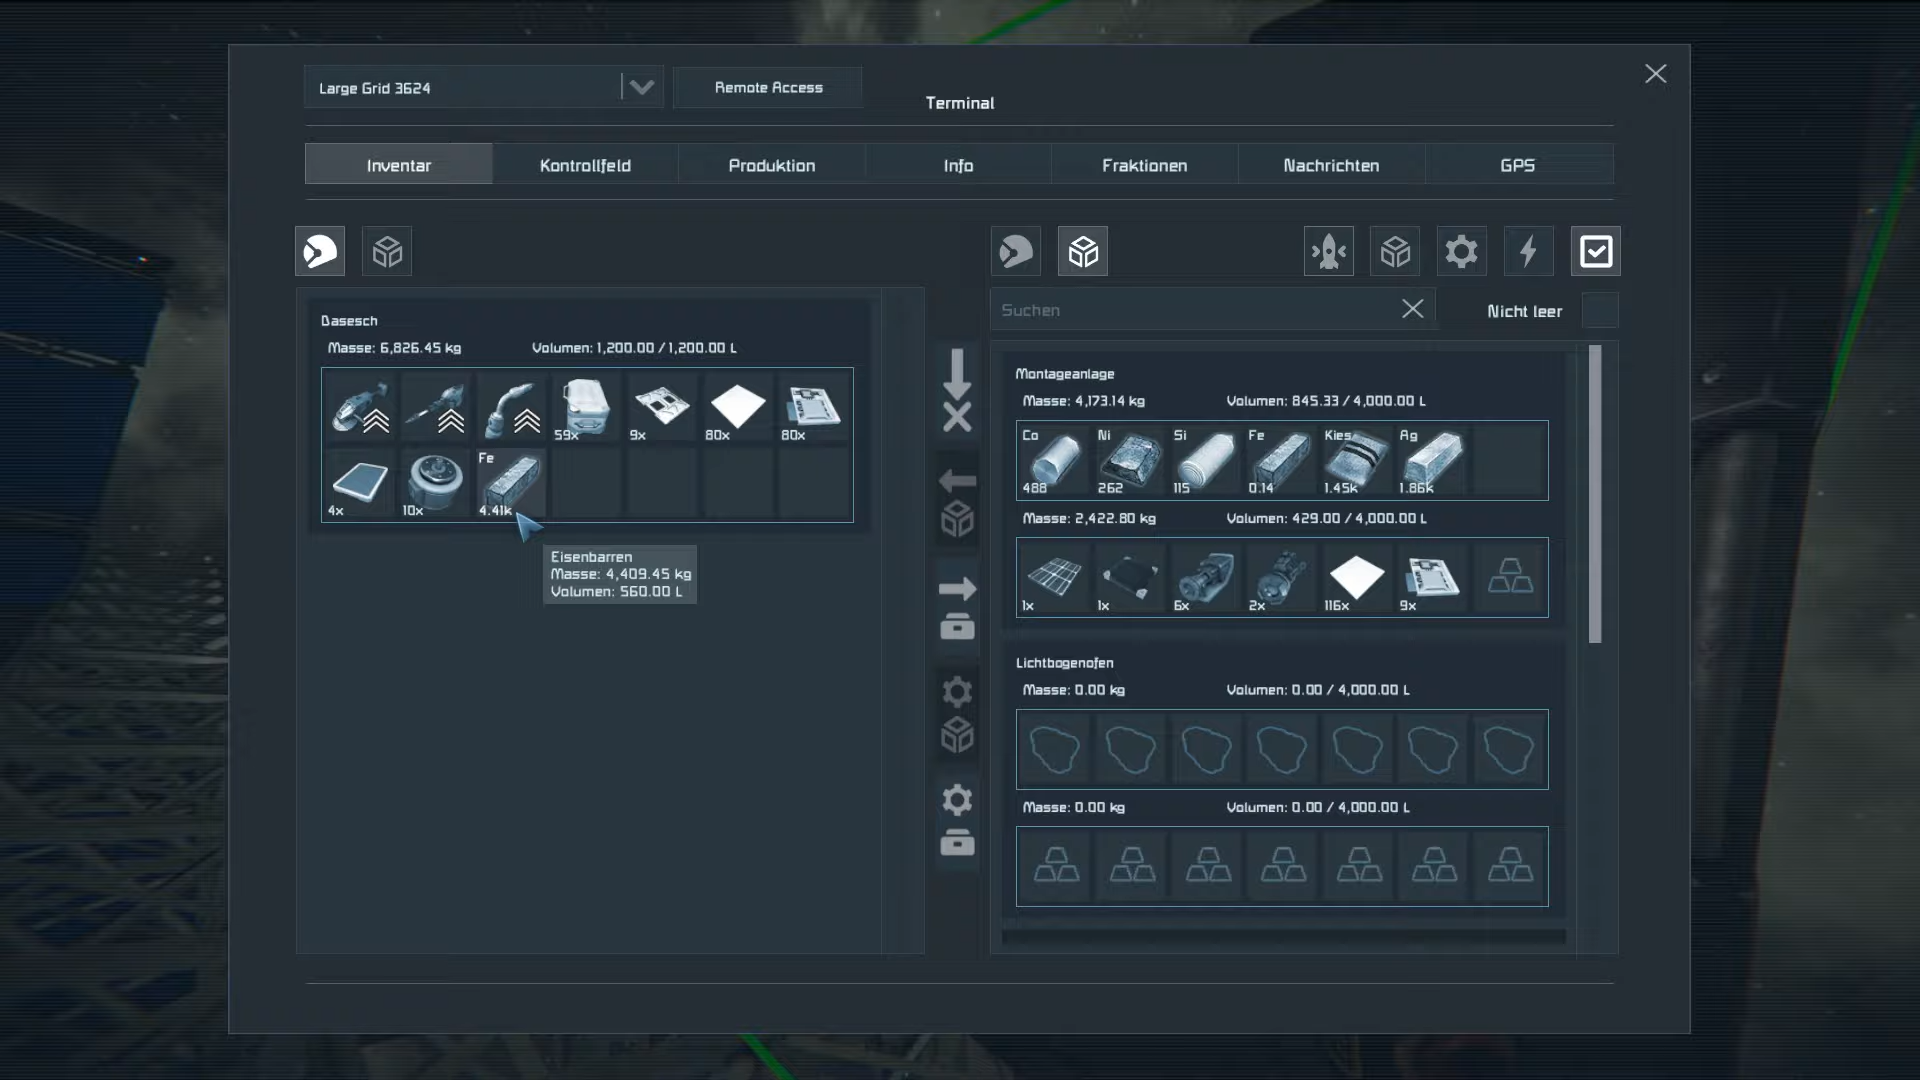 Large Grid 3624
Remote Access
Terminal
Inventar
Kontrollfeld
Produktion
Info
Fraktionen
Nachrichten
GPS
Basesch
Masse: 6,826.45 kg
Volumen: 1,200.00 / 1,200.00 L
59x
9x
80x
80x
Fe
4x
10x
4.41k
Eisenbarren
Masse: 4,409.45 kg
Volumen: 560.00 L
Suchen
Nicht leer
Montageanlage
Masse: 4,173.14 kg
Volumen: 845.33 / 4,000.00 L
Co
Ni
Si
Fe
Kies
Ag
488
262
115
0.14
1.45k
1.86k
Masse: 2,422.80 kg
Volumen: 429.00 / 4,000.00 L
1x
1x
6x
2x
116x
9x
Lichtbogenofen
Masse: 0.00 kg
Volumen: 0.00 / 4,000.00 L
Masse: 0.00 kg
Volumen: 0.00 / 4,000.00 L